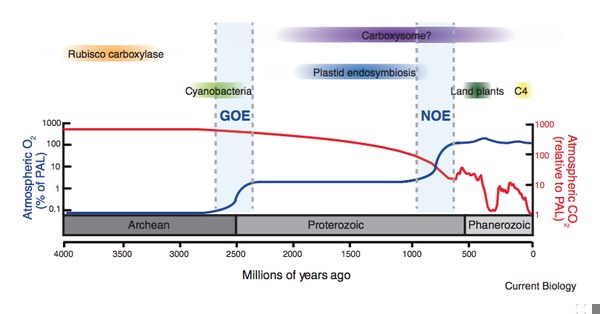 Carboxysome?
Rubisco carboxylase
Plastid endosymbiosis
Cyanobacteria
Land plants
C4
GOE
NOE
Atmospheric O2
(% of PAL)
1000
100
10
1
0.1
1000
100
10
1
Atmospheric CO2
(relative to PAL)
Archean
Proterozoic
Phanerozoic
4000
3500
3000
2500
2000
1500
1000
500
0
Millions of years ago
Current Biology